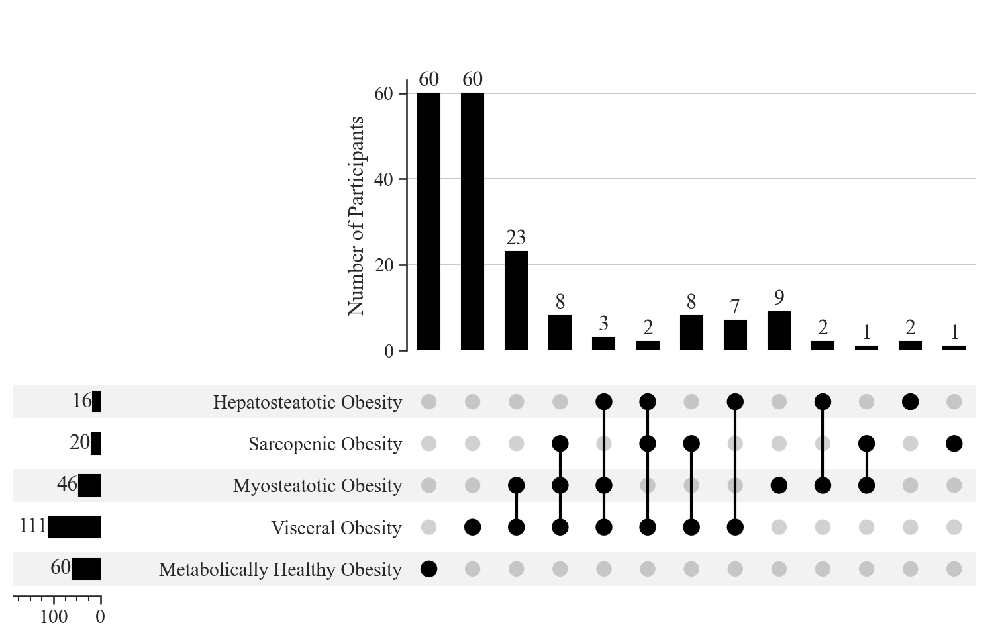 60 60
60
Number of Participants
40
23
20
8 3 2 8 7 9 2 1 2 1
0
16 Hepatosteatotic Obesity
20 Sarcopenic Obesity
46 Myosteatotic Obesity
111 Visceral Obesity
60 Metabolically Healthy Obesity
100 0